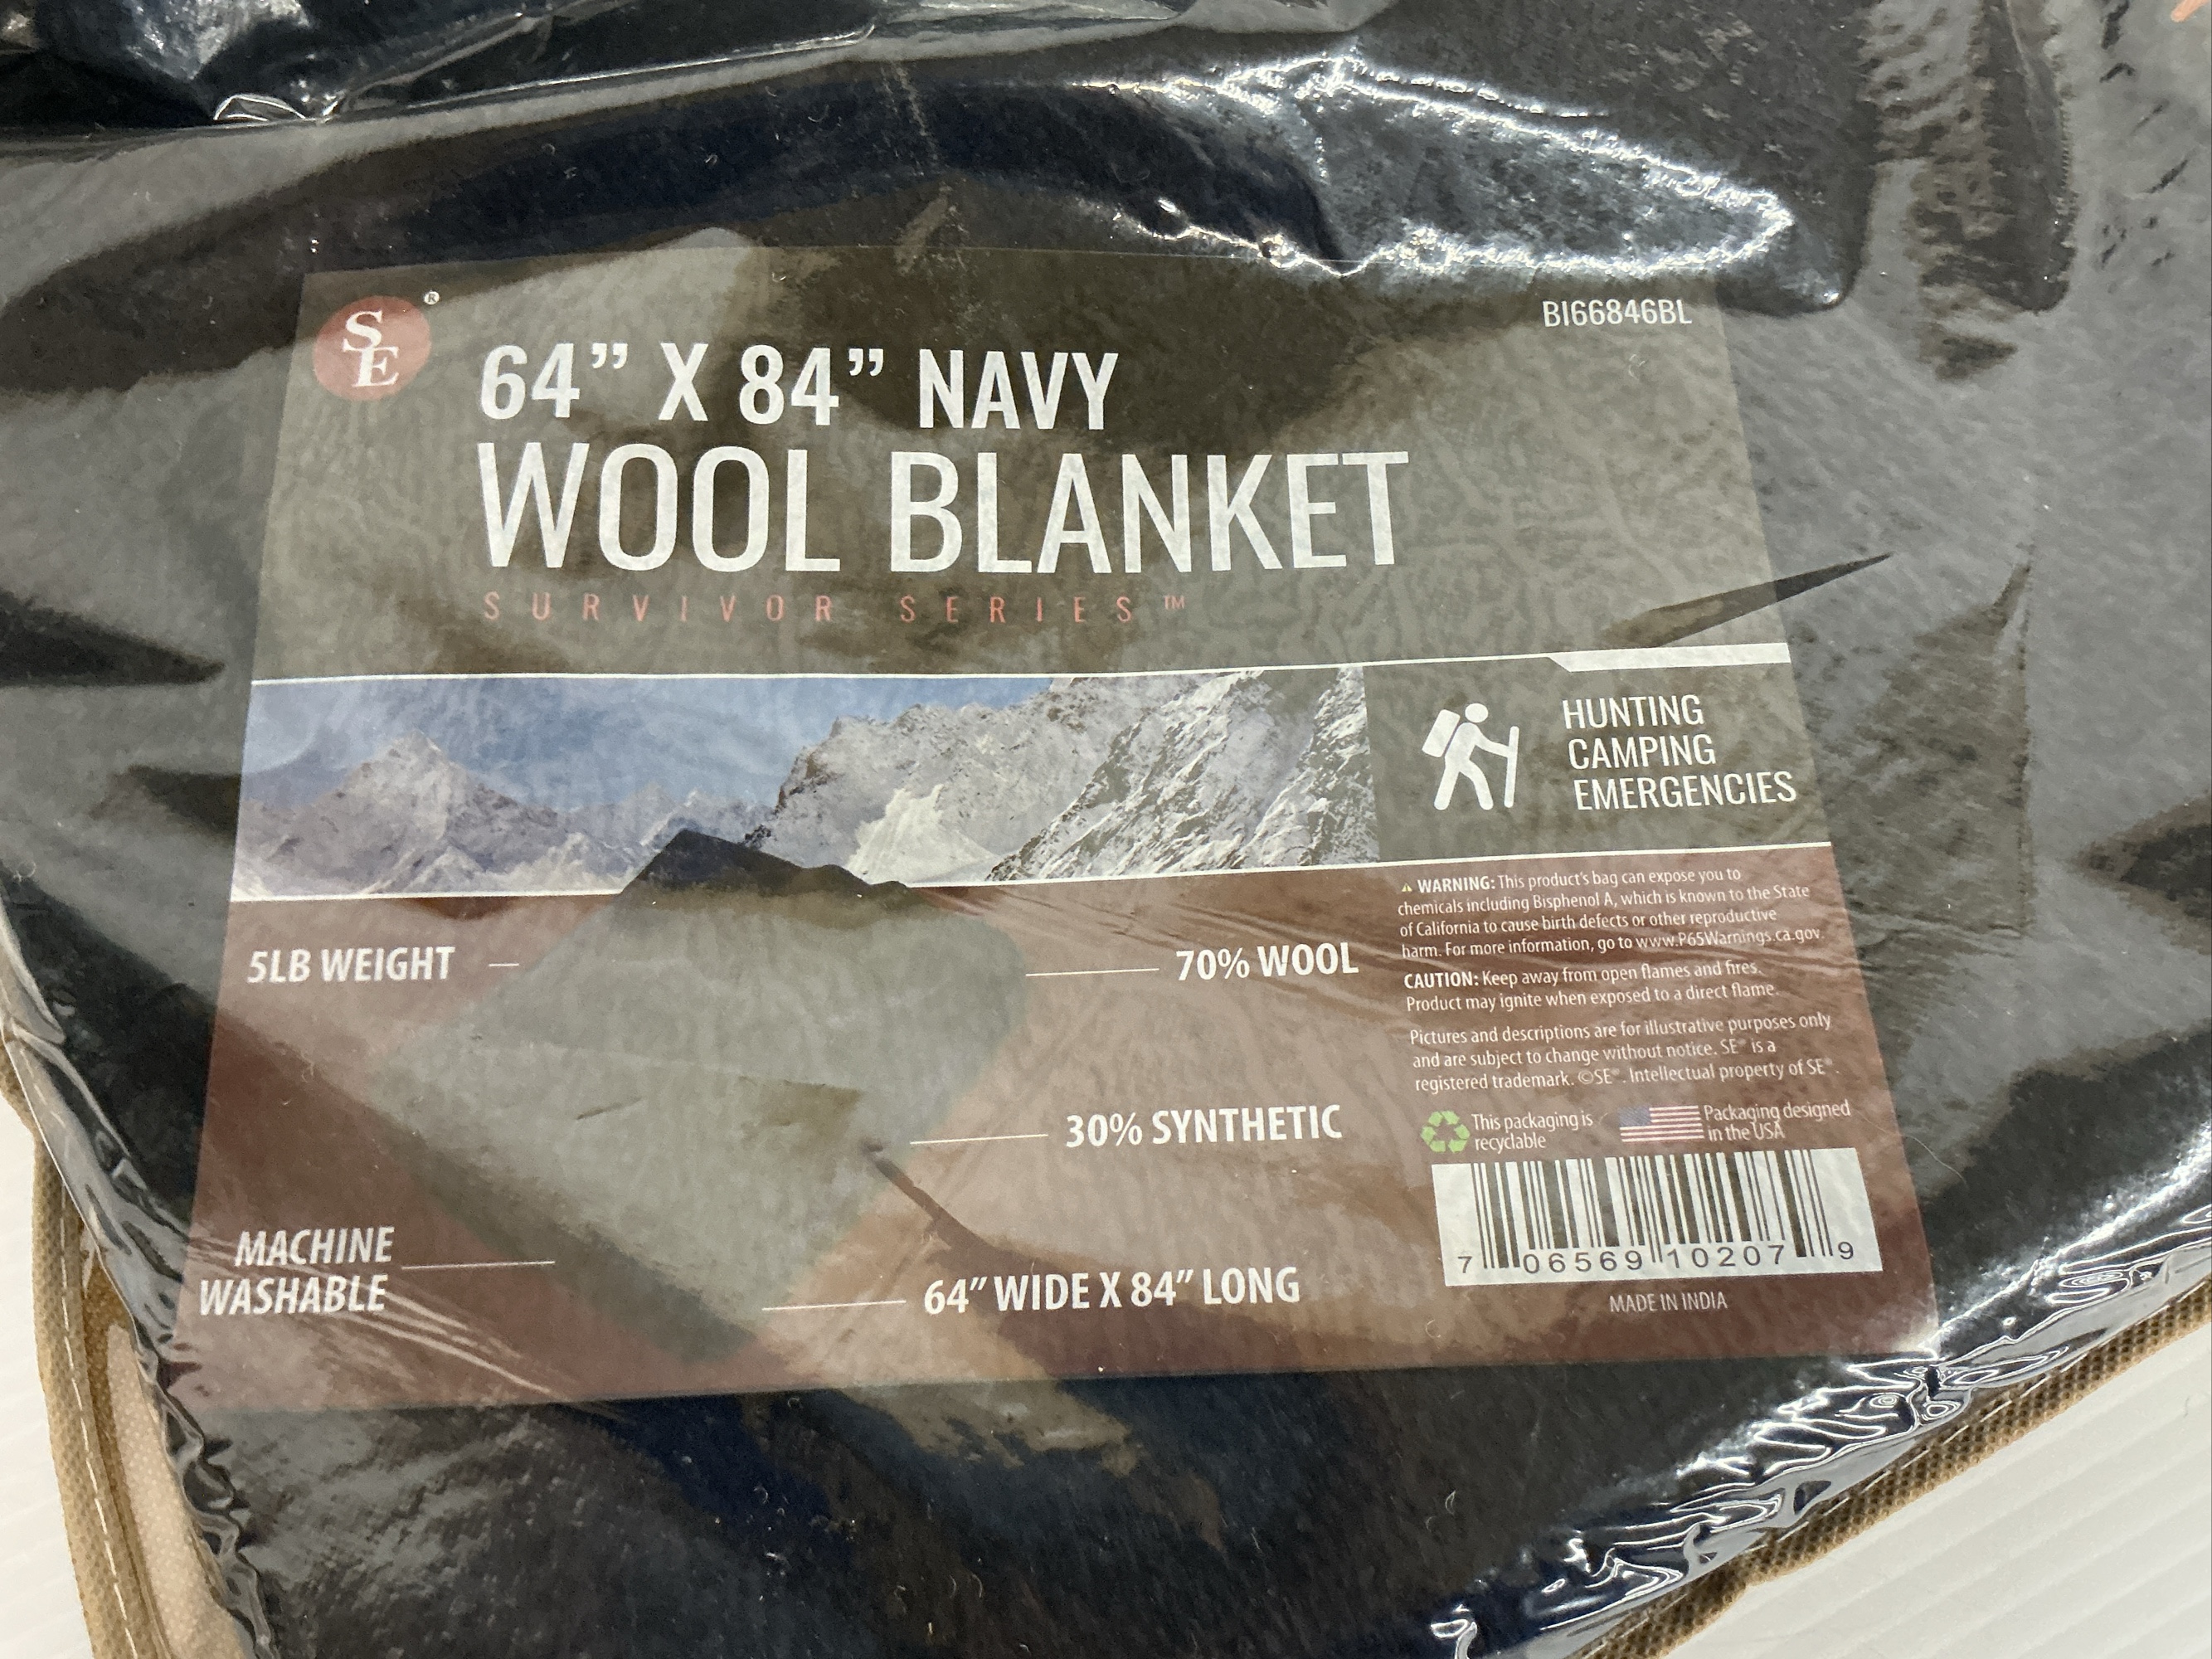 SE®
BI66846BL
64” X 84” NAVY
WOOL BLANKET
SURVIVOR SERIES™
HUNTING
CAMPING
EMERGENCIES
5LB WEIGHT
70% WOOL
30% SYNTHETIC
MACHINE
WASHABLE
64” WIDE X 84” LONG
⚠ WARNING: This product's bag can expose you to
chemicals including Bisphenol A, which is known to the State
of California to cause birth defects or other reproductive
harm. For more information, go to www.P65Warnings.ca.gov.
CAUTION: Keep away from open flames and fires.
Product may ignite when exposed to a direct flame.
Pictures and descriptions are for illustrative purposes only
and are subject to change without notice. SE® is a
registered trademark. ©SE®. Intellectual property of SE®.
This packaging is
recyclable
Packaging designed
in the USA
7 06569 10207 9
MADE IN INDIA